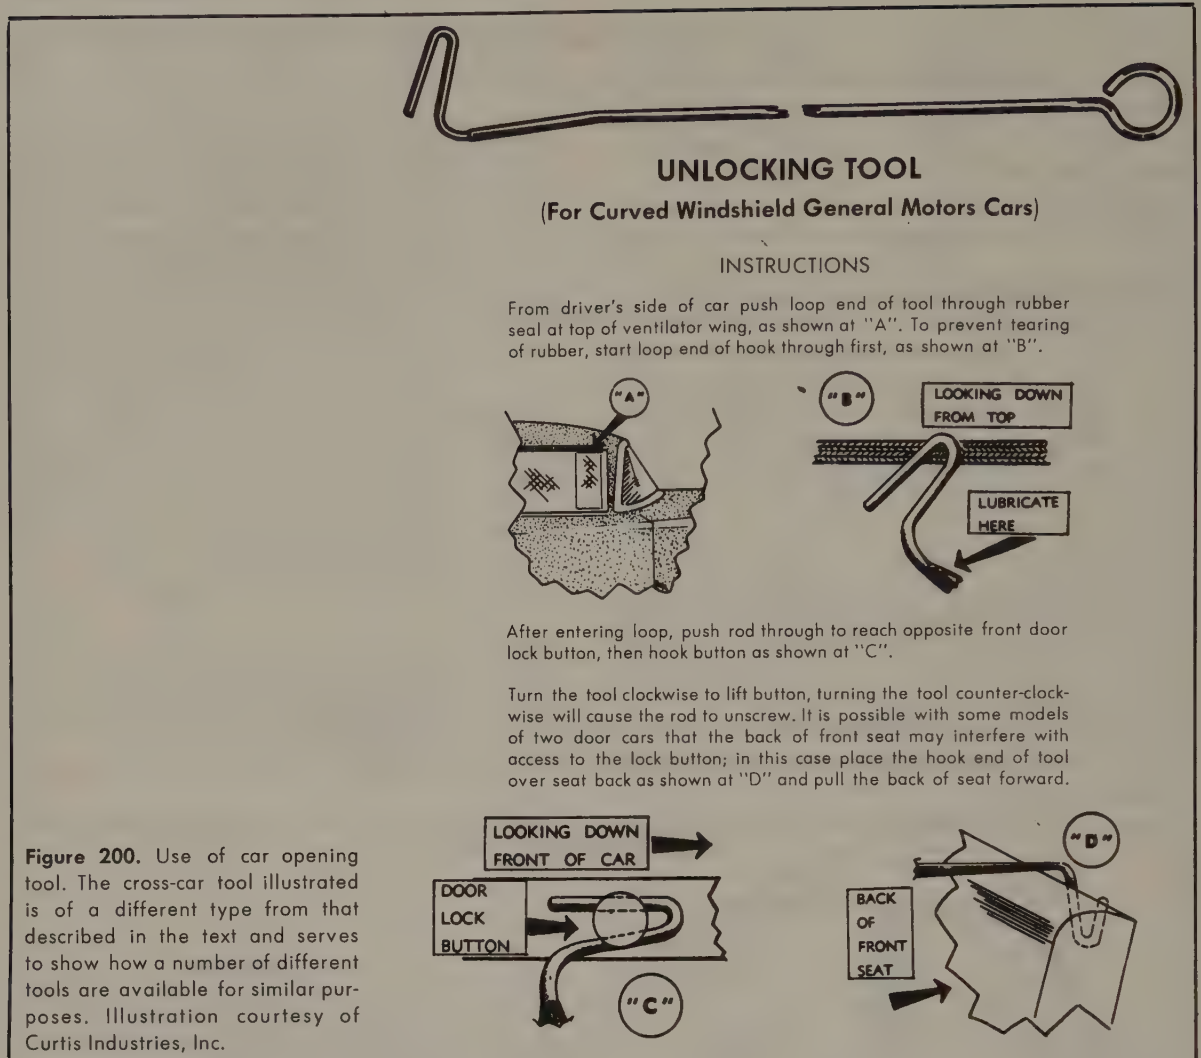 UNLOCKING TOOL
(For Curved Windshield General Motors Cars)
INSTRUCTIONS
From driver's side of car push loop end of tool through rubber
seal at top of ventilator wing, as shown at "A". To prevent tearing
of rubber, start loop end of hook through first, as shown at "B".
"A"
"B"
LOOKING DOWN
FROM TOP
LUBRICATE
HERE
After entering loop, push rod through to reach opposite front door
lock button, then hook button as shown at "C".
Turn the tool clockwise to lift button, turning the tool counter-clock-
wise will cause the rod to unscrew. It is possible with some models
of two door cars that the back of front seat may interfere with
access to the lock button; in this case place the hook end of tool
over seat back as shown at "D" and pull the back of seat forward.
LOOKING DOWN
FRONT OF CAR
DOOR
LOCK
BUTTON
"C"
"D"
BACK
OF
FRONT
SEAT
Figure 200. Use of car opening
tool. The cross-car tool illustrated
is of a different type from that
described in the text and serves
to show how a number of different
tools are available for similar pur-
poses. Illustration courtesy of
Curtis Industries, Inc.